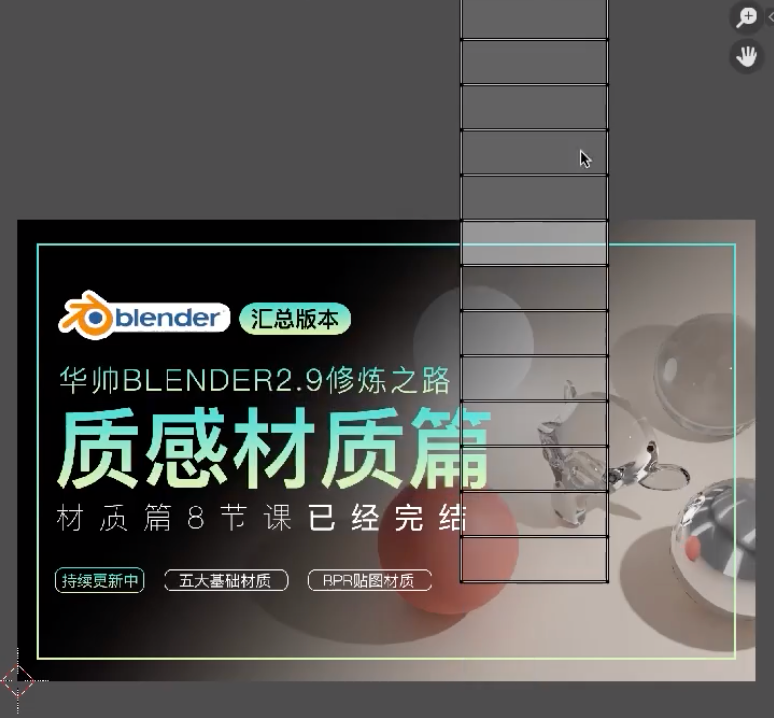 blender 汇总版本
华帅BLENDER2.9修炼之路
质感材质篇
材质篇8节课已经完结
持续更新中 五大基础材质 BPR贴图材质